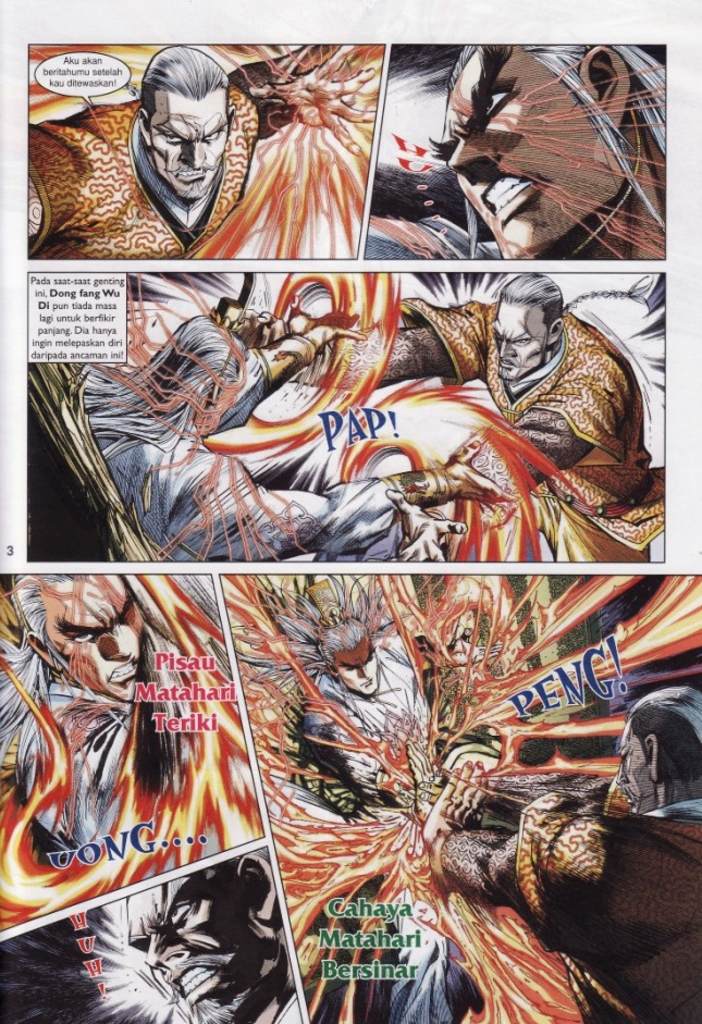 Aku akan
beritahumu setelah
kau ditewaskan!
HU.....
Pada saat-saat genting
ini, Dong fang Wu
Di pun tiada masa
lagi untuk berfikir
panjang. Dia hanya
ingin melepaskan diri
daripada ancaman ini!
PAP!
3
Pisau
Matahari
Teriki
UONG....
PENG!
HUH!
Cahaya
Matahari
Bersinar